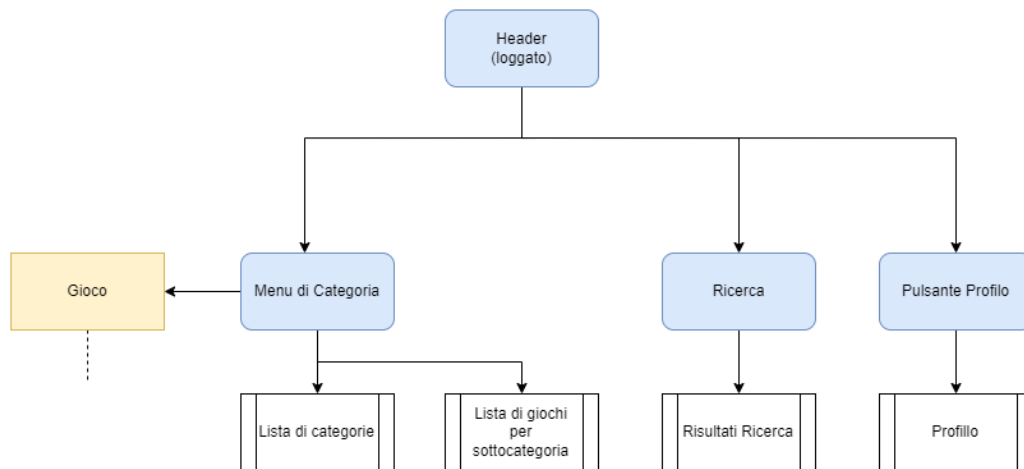 Header
(loggato)
Gioco
Menu di Categoria
Ricerca
Pulsante Profilo
Lista di categorie
Lista di giochi
per
sottocategoria
Risultati Ricerca
Profillo